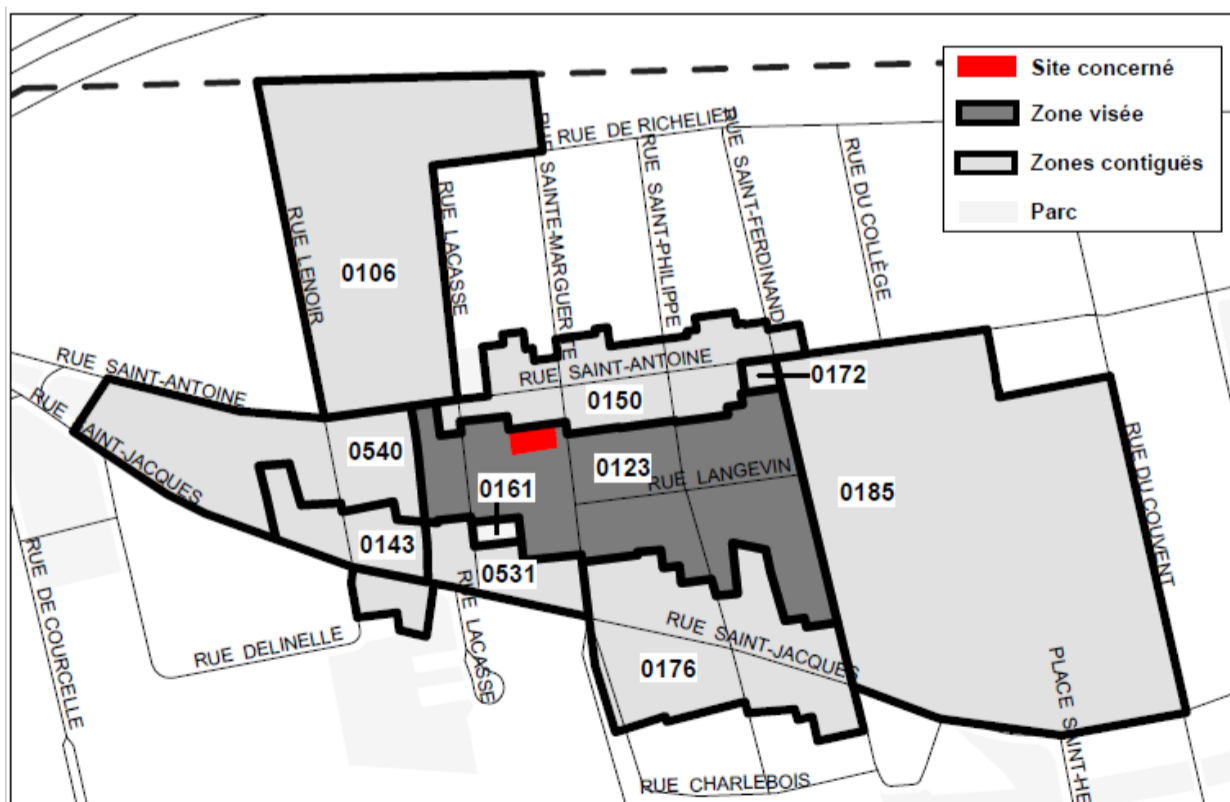 Site concerné
Zone visée
Zones contiguës
Parc
RUE DE RICHELIE
RUE LENOIR
RUE LACASSE
RUE SAINTE-MARGUERITE
RUE SAINT-PHILIPPE
RUE SAINT-FERDINAND
RUE DU COLLÈGE
0106
RUE SAINT-ANTOINE
RUE SAINT-ANTOINE
0172
RUE SAINT-JACQUES
0150
0540
0123
0161
RUE LANGEVIN
0185
RUE DU COUVENT
0143
0531
RUE DE COURCELLE
RUE DELINELLE
RUE LACASSE
RUE SAINT-JACQUES
0176
PLACE SAINT-HE
RUE CHARLEBOIS